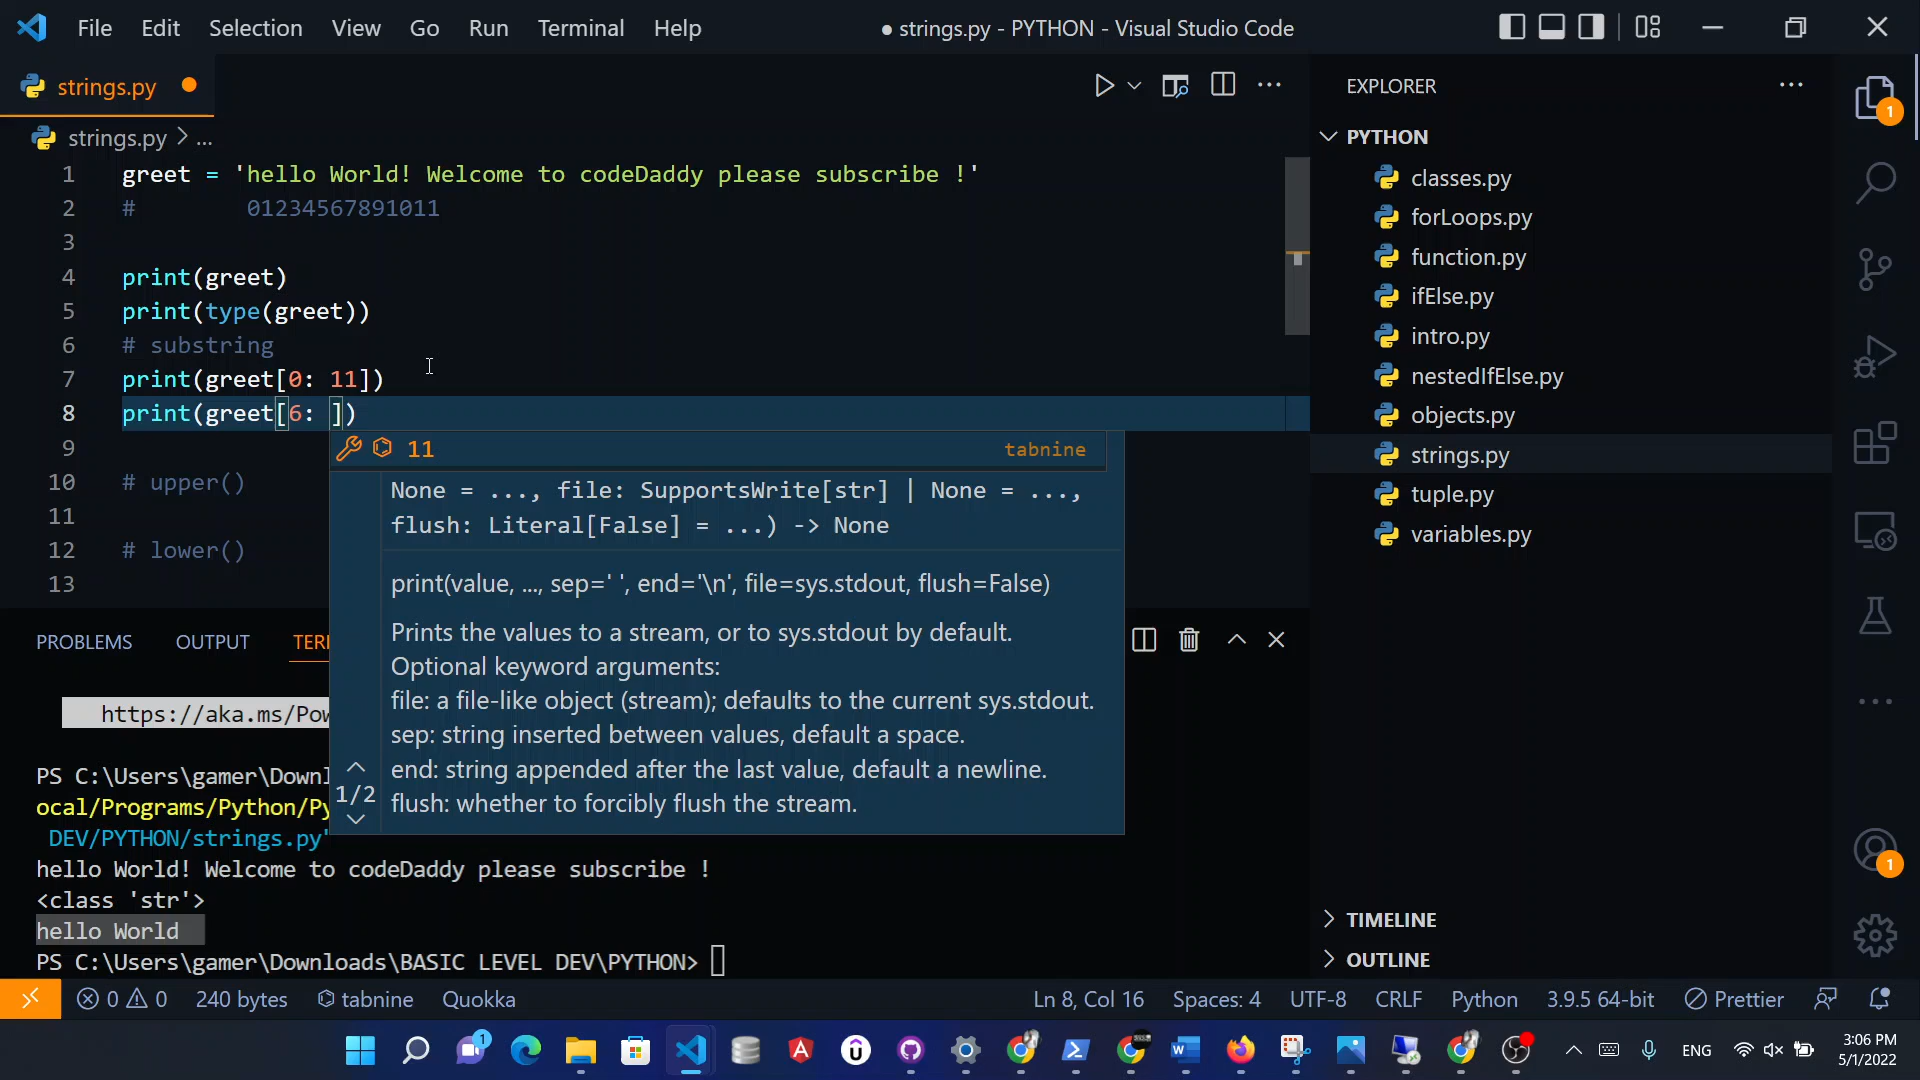 File Edit Selection View Go Run Terminal Help
● strings.py - PYTHON - Visual Studio Code
strings.py
strings.py > ...
1 greet = 'hello World! Welcome to codeDaddy please subscribe !'
2 # 01234567891011
3
4 print(greet)
5 print(type(greet))
6 # substring
7 print(greet[0: 11])
8 print(greet[6: ])
9
10 # upper()
11
12 # lower()
13
11 tabnine
None = ..., file: SupportsWrite[str] | None = ...,
flush: Literal[False] = ...) -> None
print(value, ..., sep=' ', end='\n', file=sys.stdout, flush=False)
Prints the values to a stream, or to sys.stdout by default.
Optional keyword arguments:
file: a file-like object (stream); defaults to the current sys.stdout.
sep: string inserted between values, default a space.
end: string appended after the last value, default a newline.
flush: whether to forcibly flush the stream.
1/2
PROBLEMS OUTPUT TER
https://aka.ms/Pow
PS C:\Users\gamer\Downl
ocal/Programs/Python/Py
DEV/PYTHON/strings.py'
hello World! Welcome to codeDaddy please subscribe !
<class 'str'>
hello World
PS C:\Users\gamer\Downloads\BASIC LEVEL DEV\PYTHON>
EXPLORER
PYTHON
classes.py
forLoops.py
function.py
ifElse.py
intro.py
nestedIfElse.py
objects.py
strings.py
tuple.py
variables.py
TIMELINE
OUTLINE
1
1
0 0 240 bytes tabnine Quokka Ln 8, Col 16 Spaces: 4 UTF-8 CRLF Python 3.9.5 64-bit Prettier
1
ENG
3:06 PM
5/1/2022